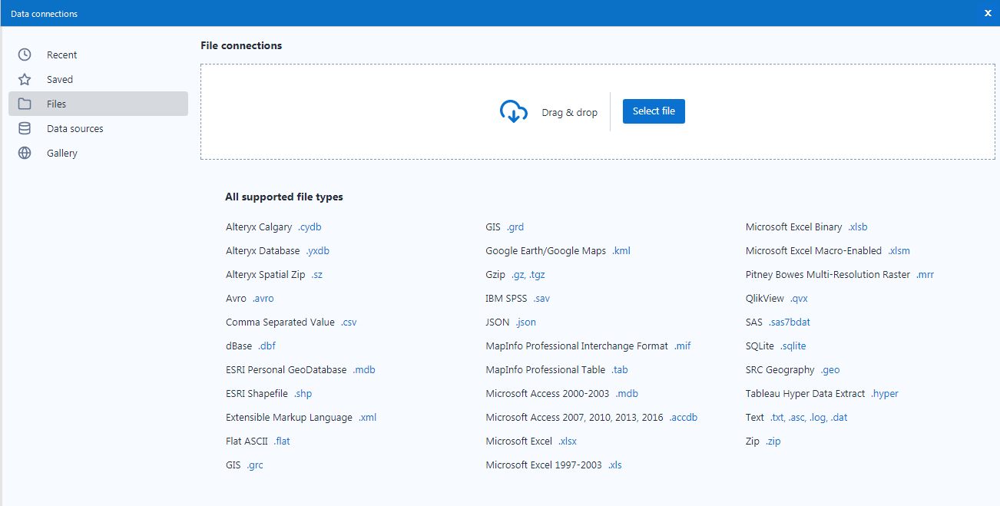 Data connections
x
Recent
Saved
Files
Data sources
Gallery
File connections
Drag & drop
Select file
All supported file types
Alteryx Calgary .cydb
Alteryx Database .yxdb
Alteryx Spatial Zip .sz
Avro .avro
Comma Separated Value .csv
dBase .dbf
ESRI Personal GeoDatabase .mdb
ESRI Shapefile .shp
Extensible Markup Language .xml
Flat ASCII .flat
GIS .grc
GIS .grd
Google Earth/Google Maps .kml
Gzip .gz, .tgz
IBM SPSS .sav
JSON .json
MapInfo Professional Interchange Format .mif
MapInfo Professional Table .tab
Microsoft Access 2000-2003 .mdb
Microsoft Access 2007, 2010, 2013, 2016 .accdb
Microsoft Excel .xlsx
Microsoft Excel 1997-2003 .xls
Microsoft Excel Binary .xlsb
Microsoft Excel Macro-Enabled .xlsm
Pitney Bowes Multi-Resolution Raster .mrr
QlikView .qvx
SAS .sas7bdat
SQLite .sqlite
SRC Geography .geo
Tableau Hyper Data Extract .hyper
Text .txt, .asc, .log, .dat
Zip .zip